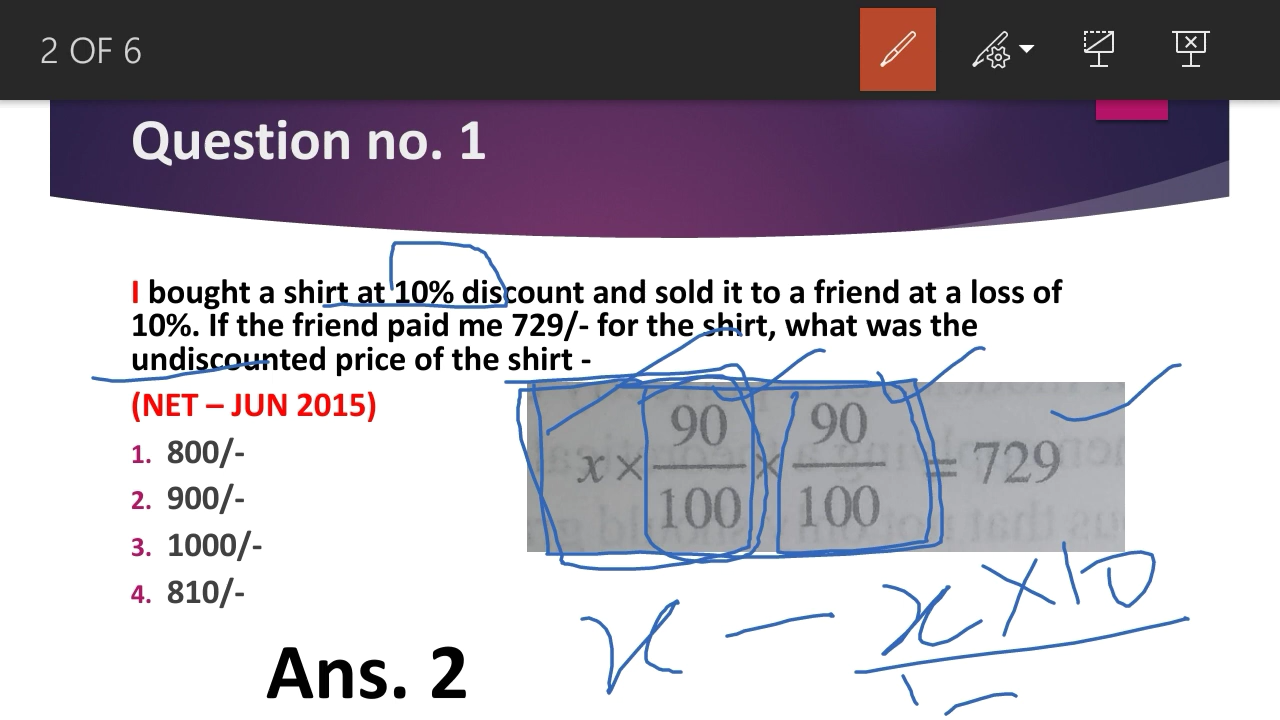 2 OF 6
Question no. 1
I bought a shirt at 10% discount and sold it to a friend at a loss of
10%. If the friend paid me 729/- for the shirt, what was the
undiscounted price of the shirt -
(NET – JUN 2015)
1. 800/-
2. 900/-
3. 1000/-
4. 810/-
x × 90/100 × 90/100 = 729
x — x × 10
Ans. 2